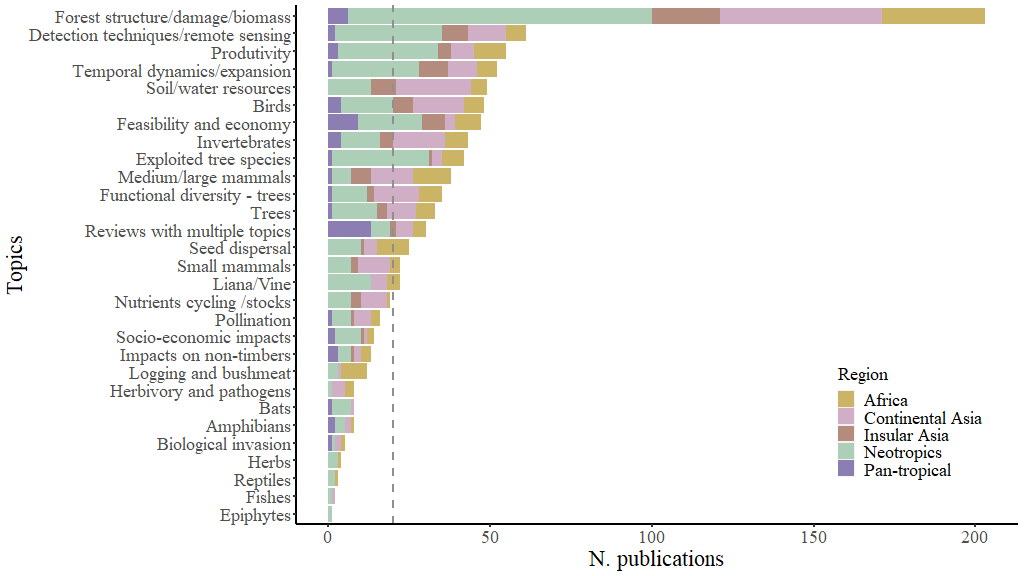 Topics
Forest structure/damage/biomass
Detection techniques/remote sensing
Produtivity
Temporal dynamics/expansion
Soil/water resources
Birds
Feasibility and economy
Invertebrates
Exploited tree species
Medium/large mammals
Functional diversity - trees
Trees
Reviews with multiple topics
Seed dispersal
Small mammals
Liana/Vine
Nutrients cycling /stocks
Pollination
Socio-economic impacts
Impacts on non-timbers
Logging and bushmeat
Herbivory and pathogens
Bats
Amphibians
Biological invasion
Herbs
Reptiles
Fishes
Epiphytes
Region
Africa
Continental Asia
Insular Asia
Neotropics
Pan-tropical
0 50 100 150 200
N. publications